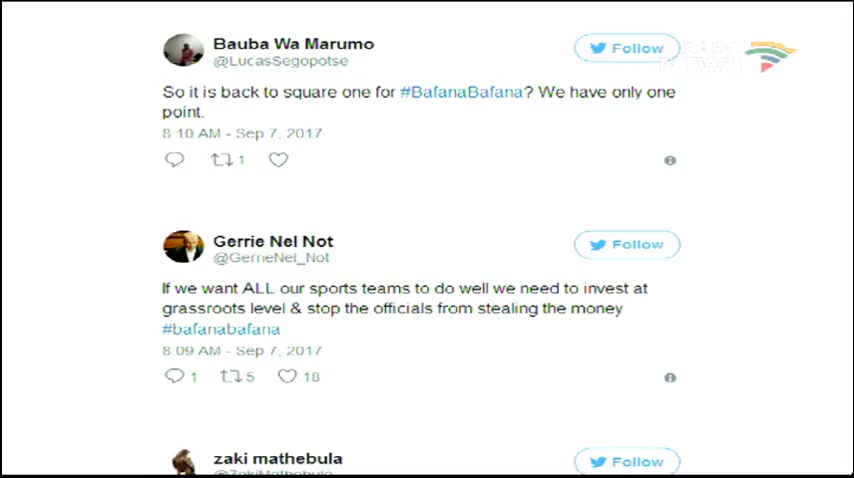 Bauba Wa Marumo
@LucasSegopotse
Follow
NEWS
So it is back to square one for #BafanaBafana? We have only one
point.
8:10 AM - Sep 7, 2017
1
Gerrie Nel Not
@GerrieNel_Not
Follow
If we want ALL our sports teams to do well we need to invest at
grassroots level & stop the officials from stealing the money
#bafanabafana
8:09 AM - Sep 7, 2017
1 5 18
zaki mathebula
@ZakiMathebula
Follow